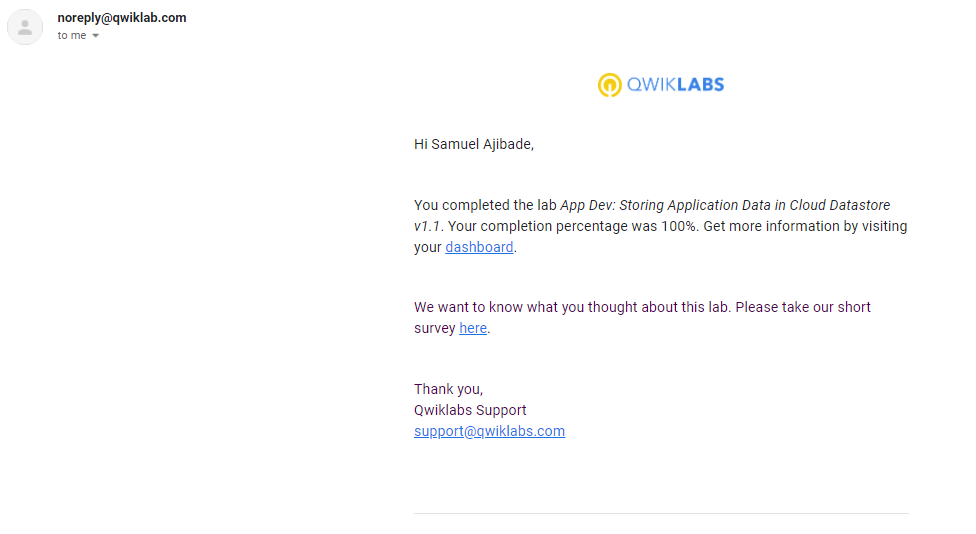 noreply@qwiklab.com
to me
QWIKLABS
Hi Samuel Ajibade,
You completed the lab App Dev: Storing Application Data in Cloud Datastore
v1.1. Your completion percentage was 100%. Get more information by visiting
your dashboard.
We want to know what you thought about this lab. Please take our short
survey here.
Thank you,
Qwiklabs Support
support@qwiklabs.com